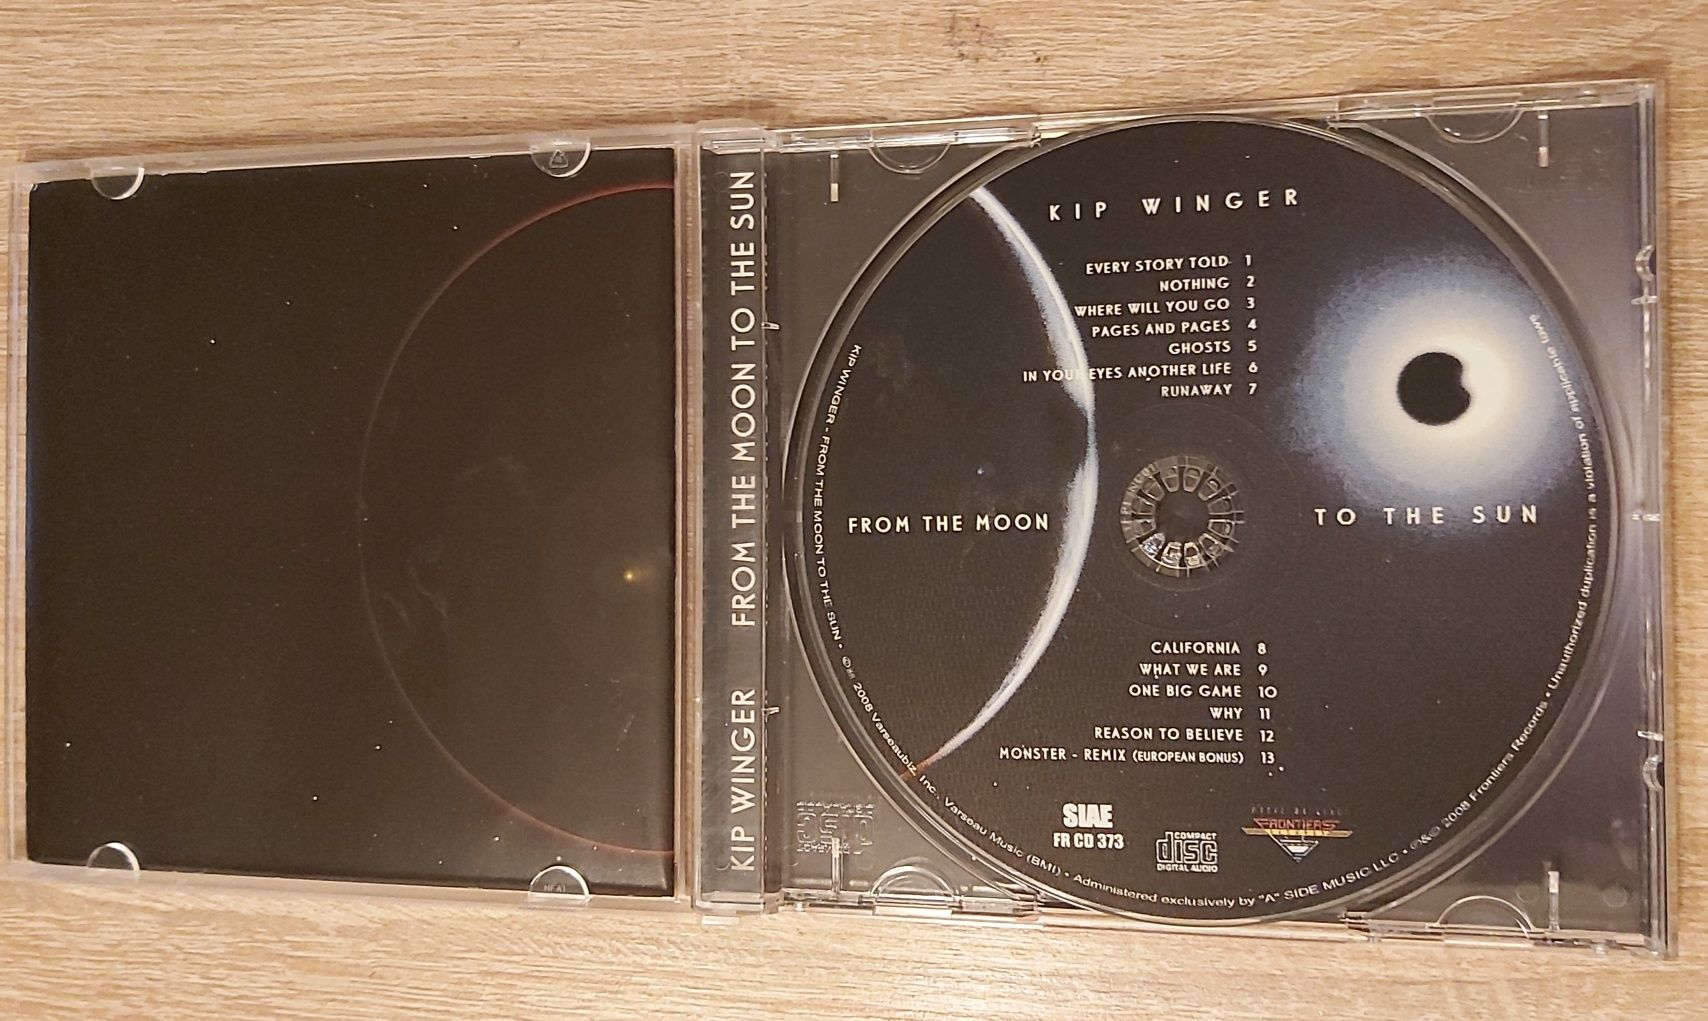 KIP WINGER FROM THE MOON TO THE SUN
KIP WINGER
EVERY STORY TOLD 1
NOTHING 2
WHERE WILL YOU GO 3
PAGES AND PAGES 4
GHOSTS 5
IN YOUR EYES ANOTHER LIFE 6
RUNAWAY 7
FROM THE MOON
TO THE SUN
CALIFORNIA 8
WHAT WE ARE 9
ONE BIG GAME 10
WHY 11
REASON TO BELIEVE 12
MONSTER - REMIX (EUROPEAN BONUS) 13
SIAE
FR CD 373
COMPACT
disc
DIGITAL AUDIO
FRONTIERS
KIP WINGER - FROM THE MOON TO THE SUN • 2008 Varseaubiz, Inc., Varseau Music (BMI) • Administered exclusively by "A" SIDE MUSIC LLC • ℗&© 2008 Frontiers Records • Unauthorized duplication is a violation of applicable laws